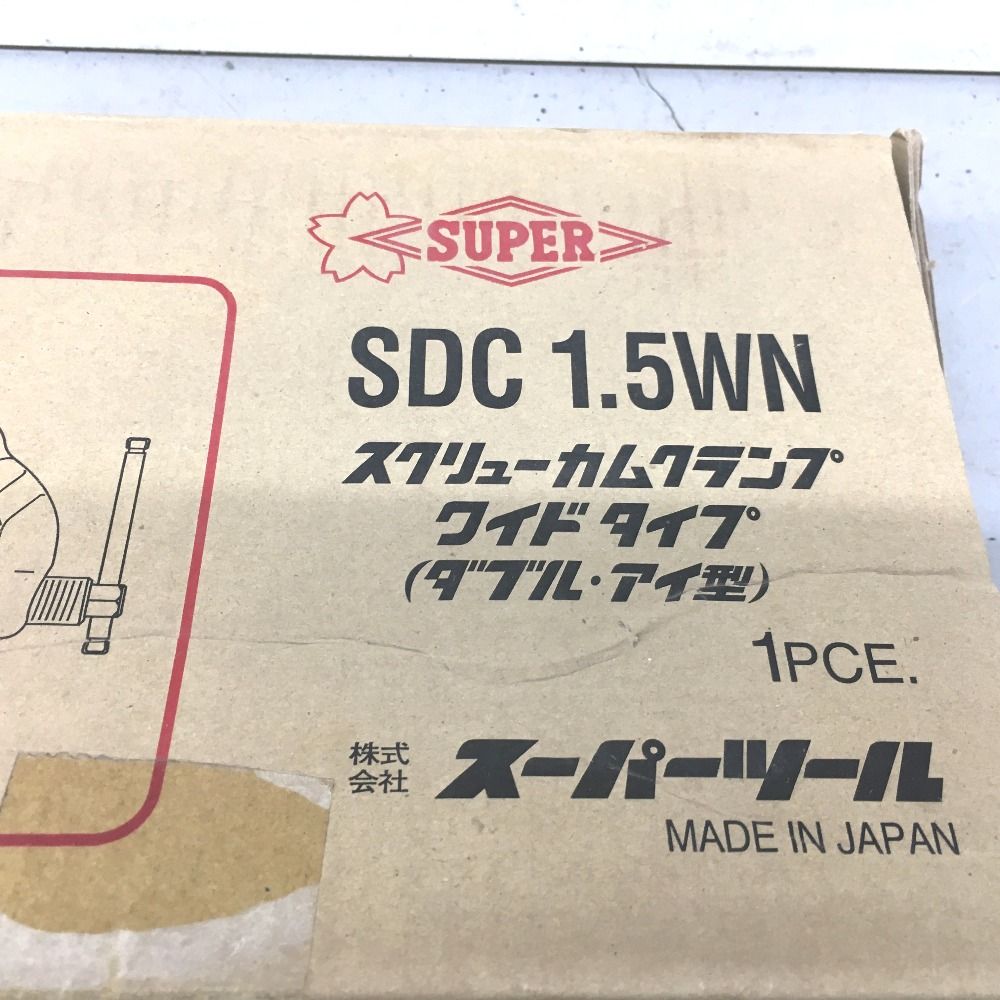 SUPER
SDC 1.5WN
スクリューカムクランプ
ワイド タイプ
(ダブル・アイ型)
1PCE.
株式会社 スーパーツール
MADE IN JAPAN